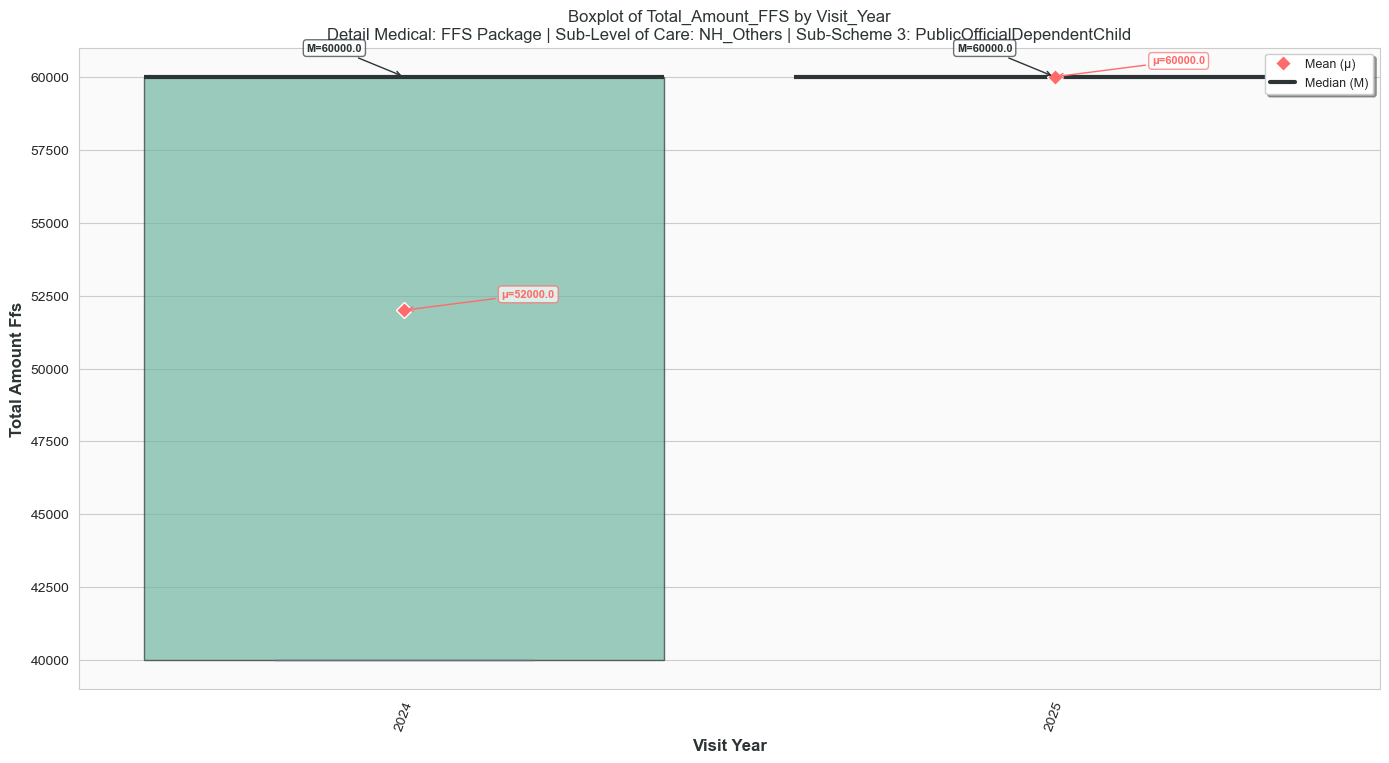 Boxplot of Total_Amount_FFS by Visit_Year
Detail Medical: FFS Package | Sub-Level of Care: NH_Others | Sub-Scheme 3: PublicOfficialDependentChild
M=60000.0
M=60000.0
μ=60000.0
Mean (μ)
Median (M)
μ=52000.0
60000
57500
55000
52500
50000
47500
45000
42500
40000
Total Amount Ffs
2024
2025
Visit Year